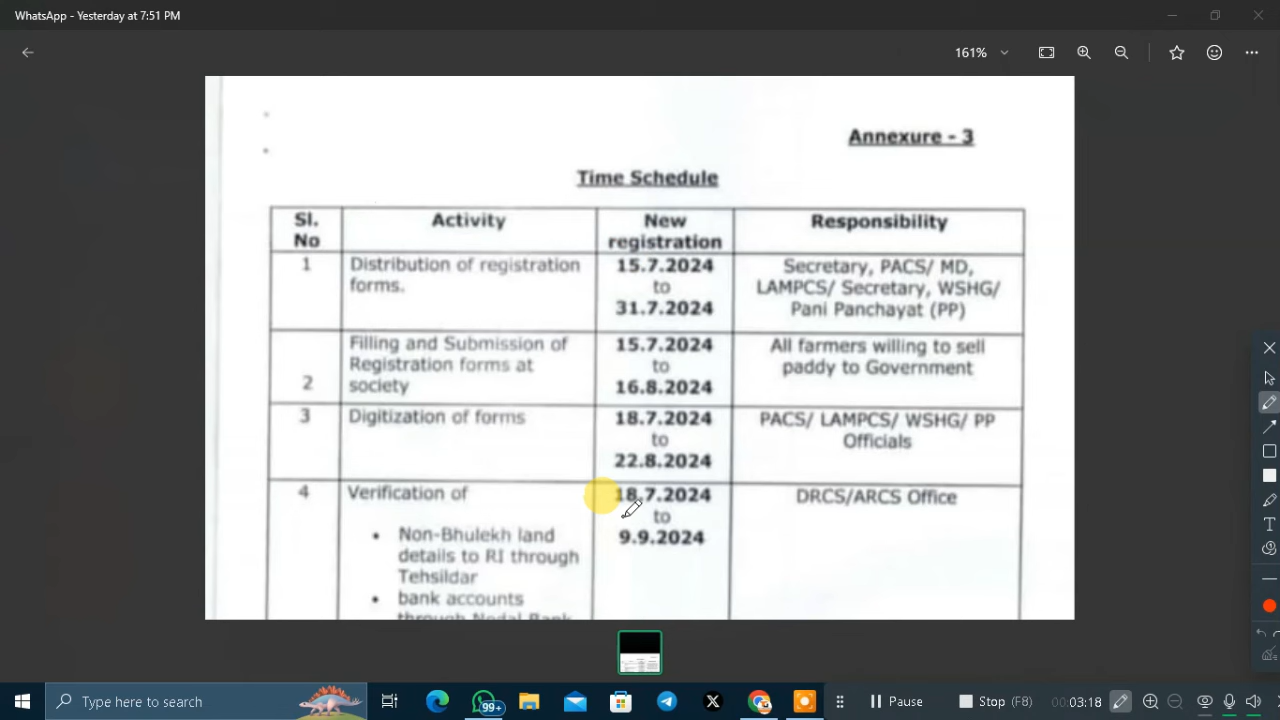 WhatsApp - Yesterday at 7:51 PM
161%
Annexure - 3
Time Schedule
Sl. No
Activity
New registration
Responsibility
1
Distribution of registration
forms.
15.7.2024
to
31.7.2024
Secretary, PACS/ MD,
LAMPCS/ Secretary, WSHG/
Pani Panchayat (PP)
2
Filling and Submission of
Registration forms at
society
15.7.2024
to
16.8.2024
All farmers willing to sell
paddy to Government
3
Digitization of forms
18.7.2024
to
22.8.2024
PACS/ LAMPCS/ WSHG/ PP
Officials
4
Verification of
• Non-Bhulekh land
details to RI through
Tehsildar
• bank accounts
through Nodal Bank
18.7.2024
to
9.9.2024
DRCS/ARCS Office
Type here to search
99+
Pause
Stop (F8)
00:03:18